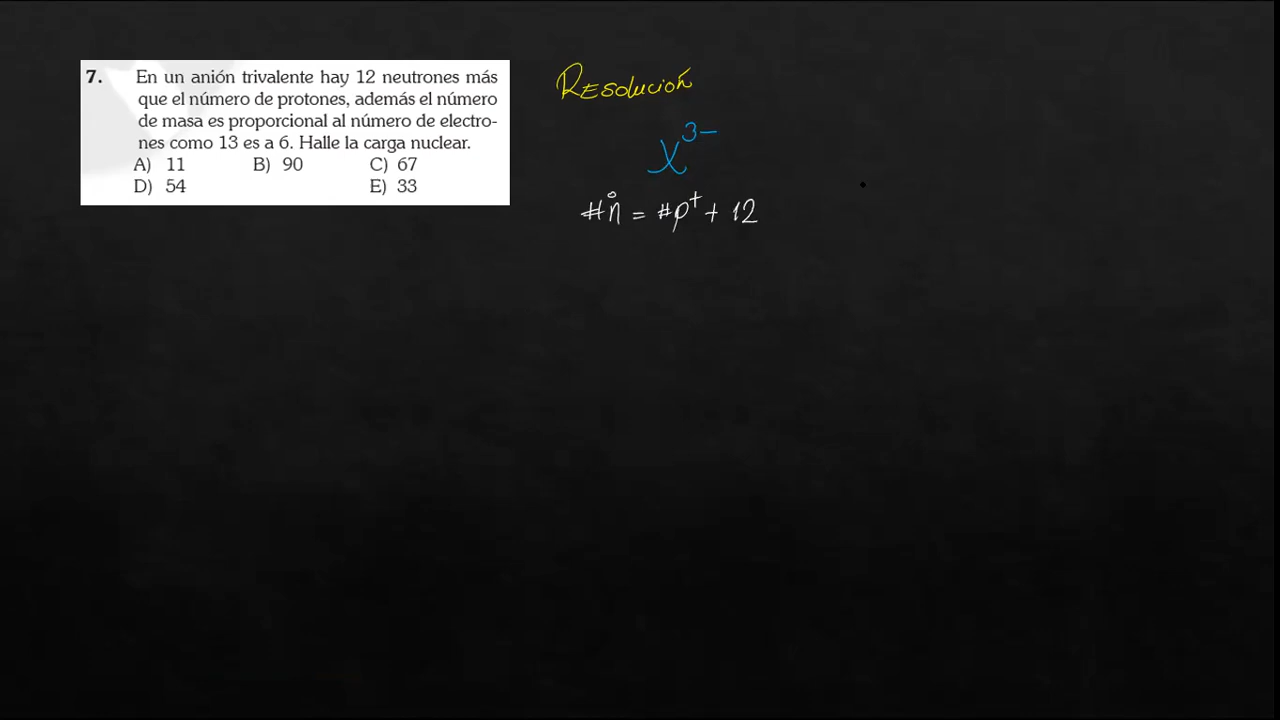 7. En un anión trivalente hay 12 neutrones más
que el número de protones, además el número
de masa es proporcional al número de electro-
nes como 13 es a 6. Halle la carga nuclear.
A) 11 B) 90 C) 67
D) 54 E) 33
Resolución
X³⁻
#n° = #p⁺ + 12